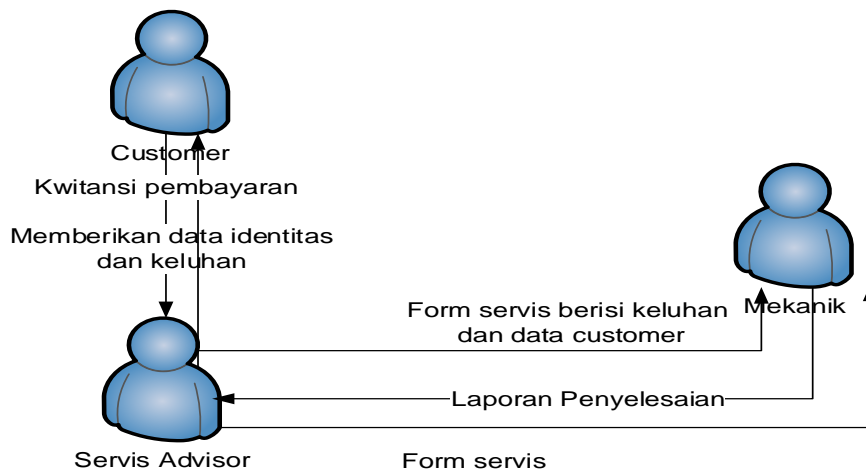 Customer
Kwitansi pembayaran
Memberikan data identitas
dan keluhan
Form servis berisi keluhan
dan data customer
Mekanik
Laporan Penyelesaian
Servis Advisor
Form servis